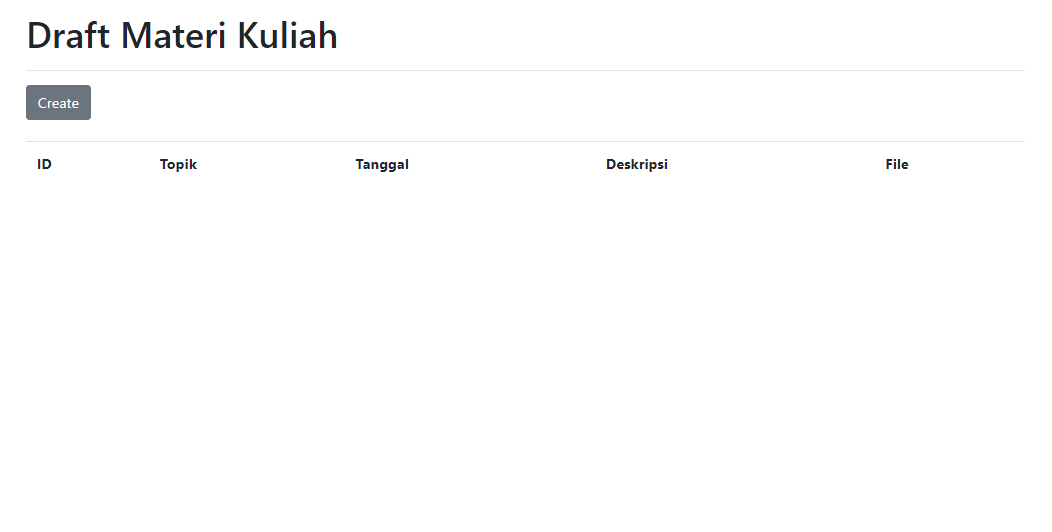 Draft Materi Kuliah
Create
ID Topik Tanggal Deskripsi File